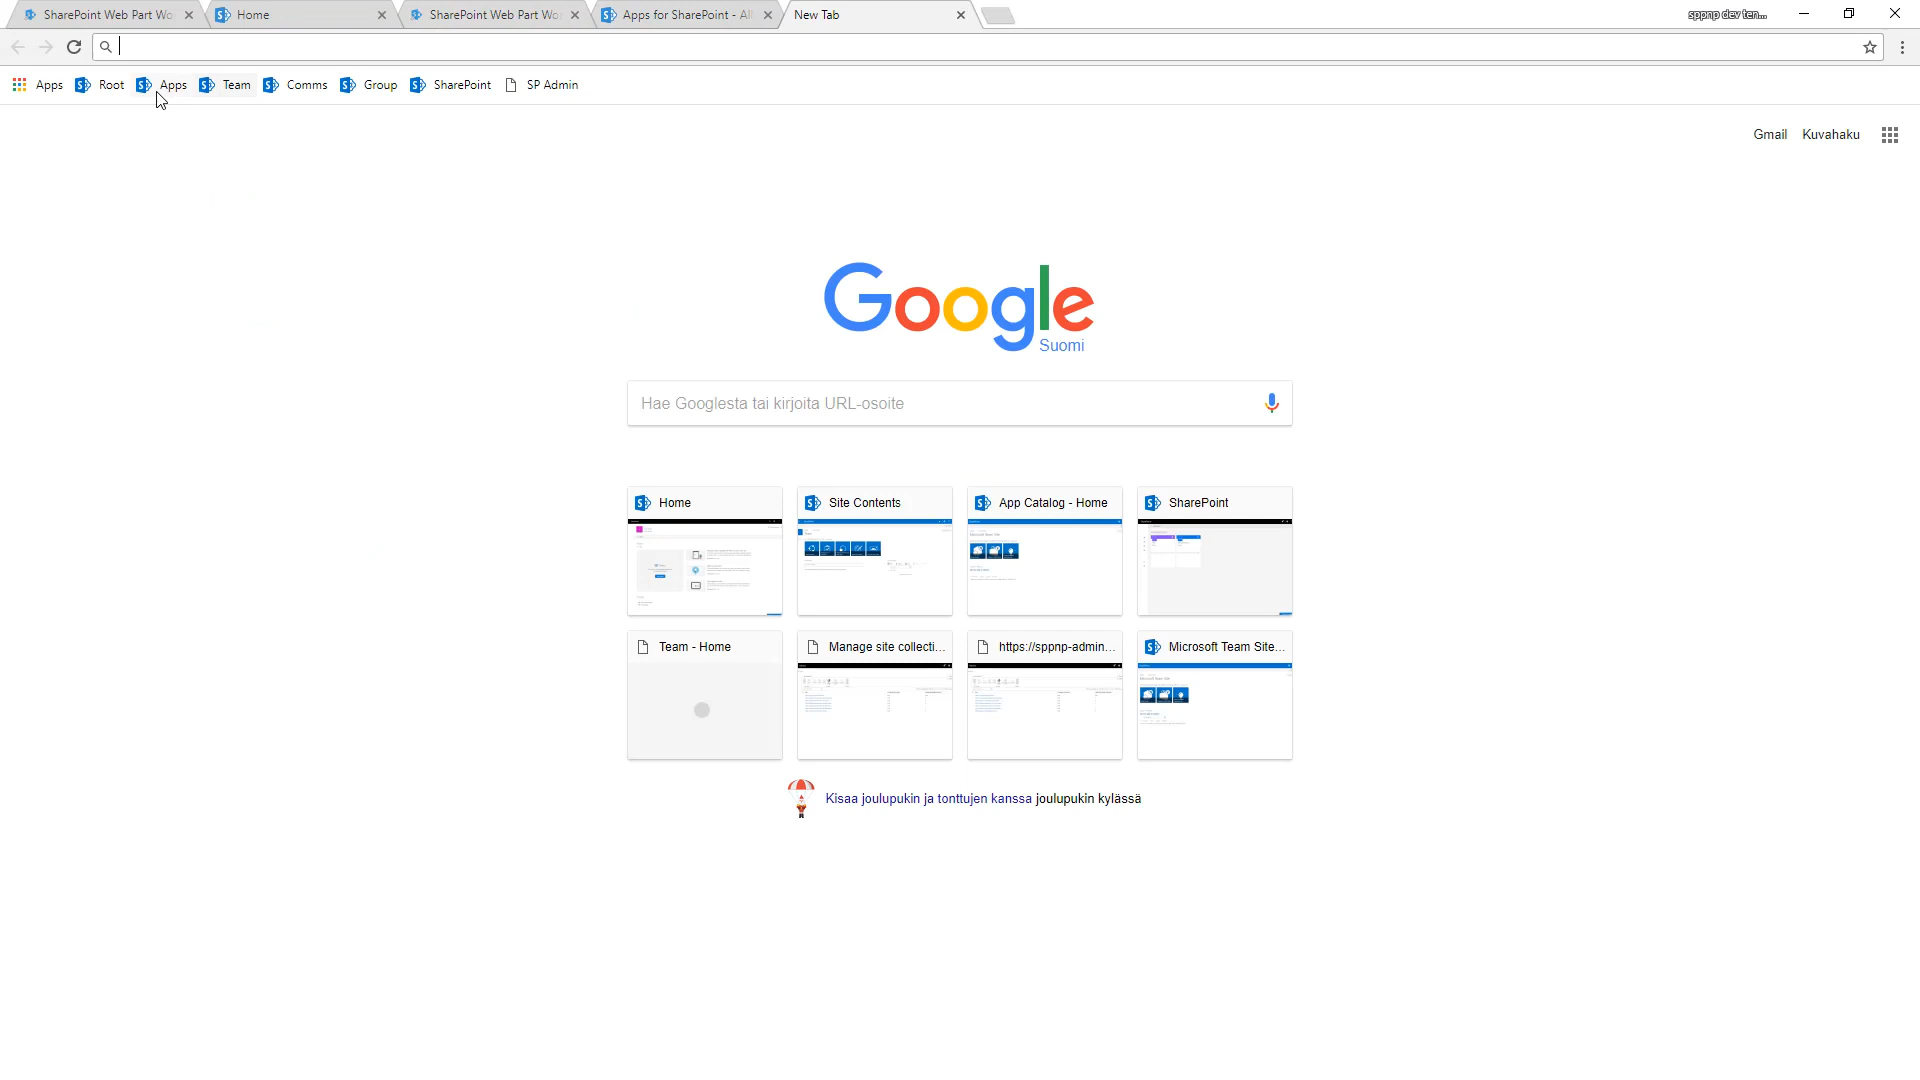 SharePoint Web Part Wo
Home
SharePoint Web Part Wo
Apps for SharePoint - All
New Tab
sppnp dev ten...
Apps
Root
Apps
Team
Comms
Group
SharePoint
SP Admin
Gmail
Kuvahaku
Google
Suomi
Hae Googlesta tai kirjoita URL-osoite
Home
Site Contents
App Catalog - Home
SharePoint
Team - Home
Manage site collecti...
https://sppnp-admin...
Microsoft Team Site...
Kisaa joulupukin ja tonttujen kanssa joulupukin kylässä